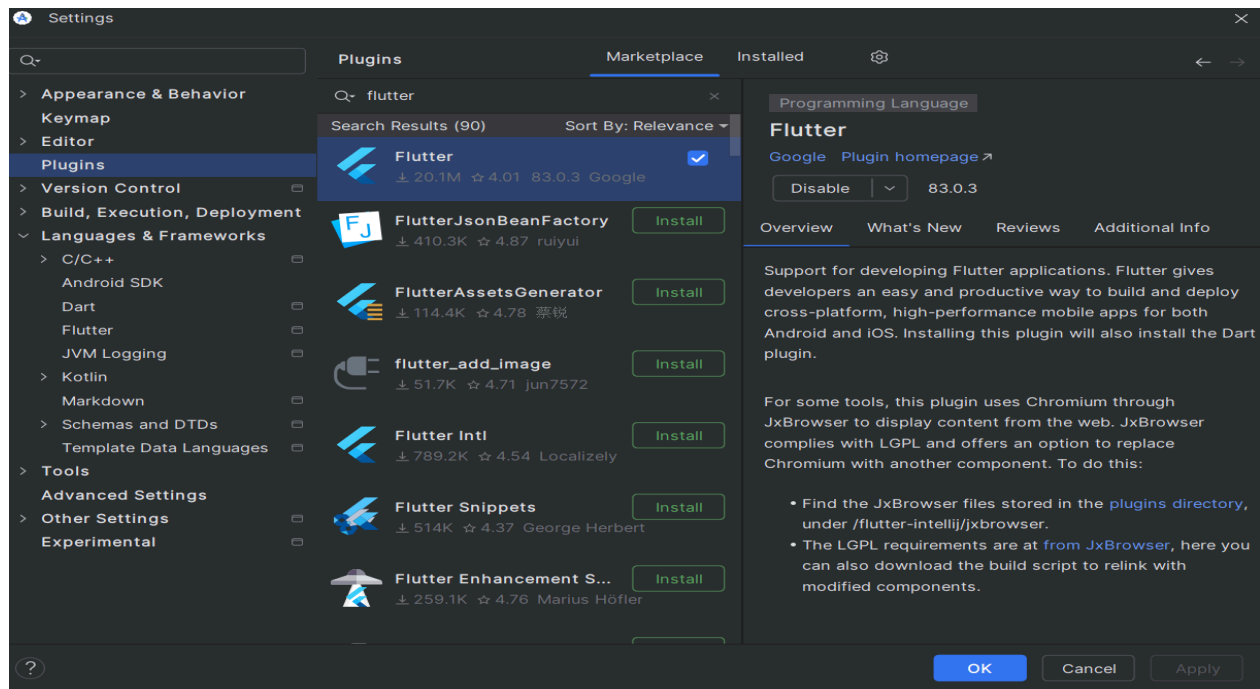 Settings
Appearance & Behavior
Keymap
Editor
Plugins
Version Control
Build, Execution, Deployment
Languages & Frameworks
C/C++
Android SDK
Dart
Flutter
JVM Logging
Kotlin
Markdown
Schemas and DTDs
Template Data Languages
Tools
Advanced Settings
Other Settings
Experimental
Plugins
Marketplace
Installed
flutter
Search Results (90) Sort By: Relevance
Flutter
20.1M 4.01 83.0.3 Google
FlutterJsonBeanFactory Install
410.3K 4.87 ruiyui
FlutterAssetsGenerator Install
114.4K 4.78 蔡锐
flutter_add_image Install
51.7K 4.71 jun7572
Flutter Intl Install
789.2K 4.54 Localizely
Flutter Snippets Install
514K 4.37 George Herbert
Flutter Enhancement S... Install
259.1K 4.76 Marius Höfler
Programming Language
Flutter
Google Plugin homepage
Disable 83.0.3
Overview What's New Reviews Additional Info
Support for developing Flutter applications. Flutter gives
developers an easy and productive way to build and deploy
cross-platform, high-performance mobile apps for both
Android and iOS. Installing this plugin will also install the Dart
plugin.
For some tools, this plugin uses Chromium through
JxBrowser to display content from the web. JxBrowser
complies with LGPL and offers an option to replace
Chromium with another component. To do this:
• Find the JxBrowser files stored in the plugins directory,
under /flutter-intellij/jxbrowser.
• The LGPL requirements are at from JxBrowser, here you
can also download the build script to relink with
modified components.
?
OK Cancel Apply